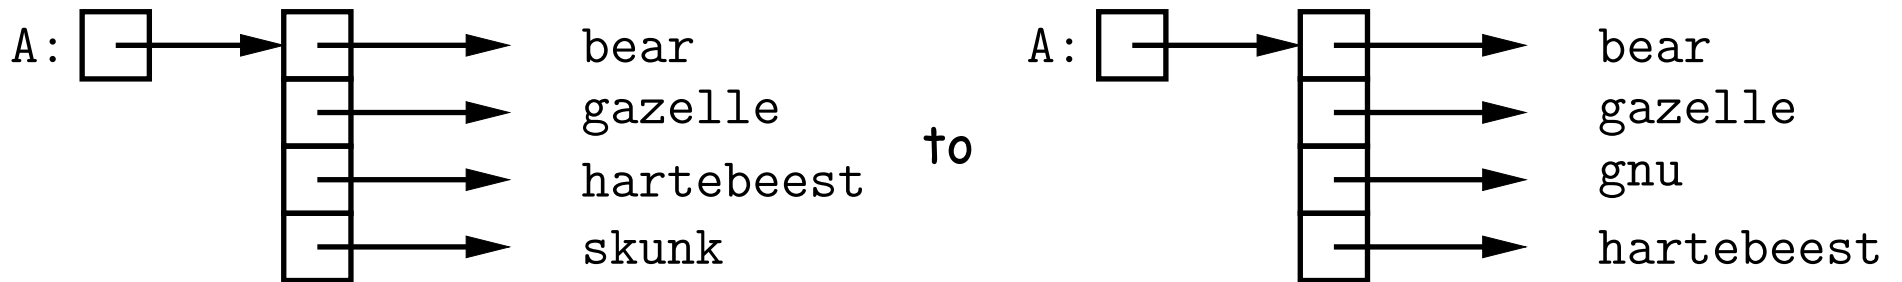 A: bear A: bear
gazelle gazelle
to
hartebeest gnu
skunk hartebeest